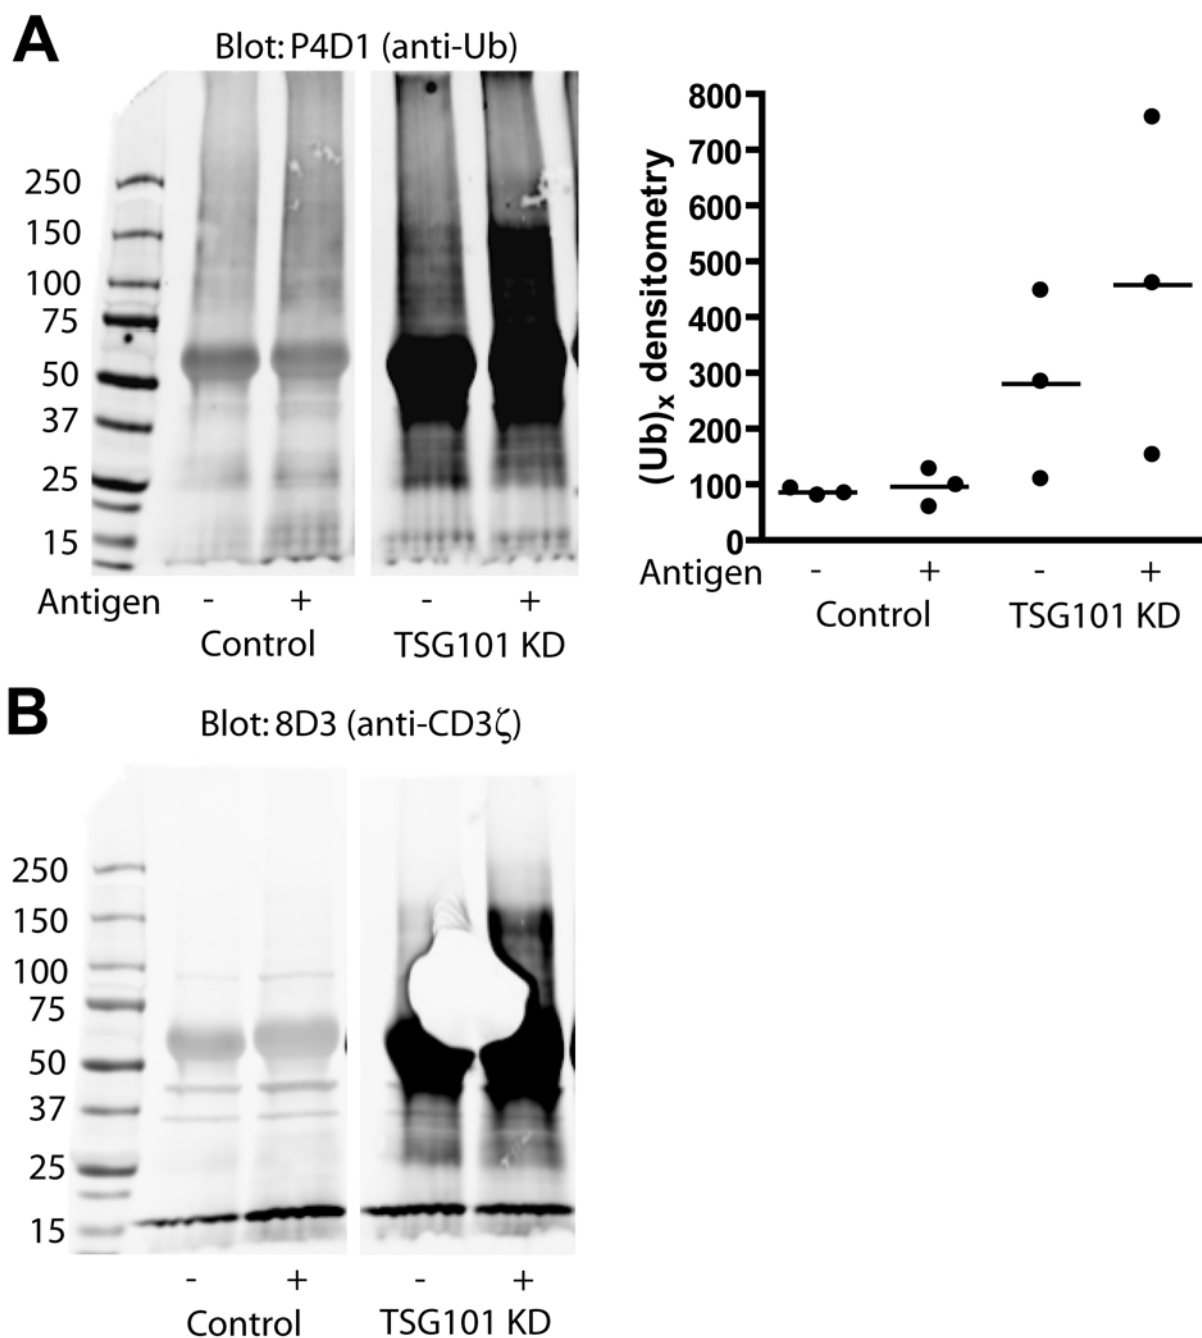 A
Blot: P4D1 (anti-Ub)
250
150
100
75
50
37
25
15
Antigen - + - +
Control TSG101 KD
(Ub)x densitometry
800
700
600
500
400
300
200
100
0
Antigen - + - +
Control TSG101 KD
B
Blot: 8D3 (anti-CD3ζ)
250
150
100
75
50
37
25
15
- + - +
Control TSG101 KD